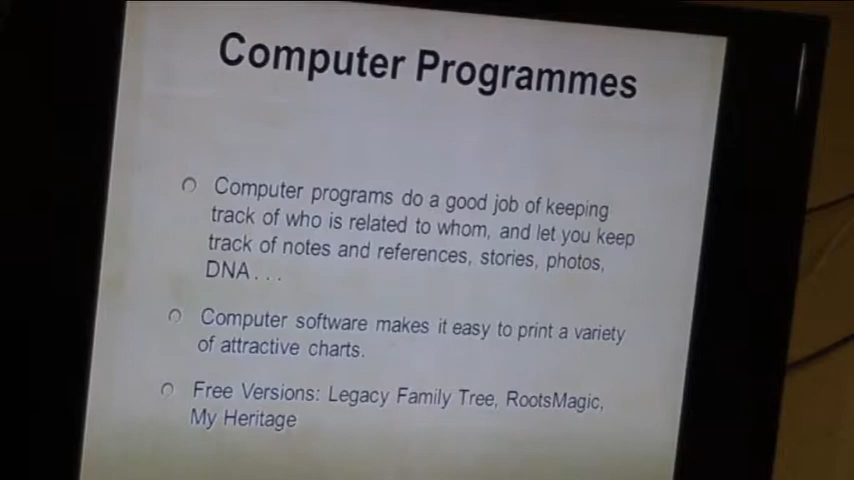 Computer Programmes
Computer programs do a good job of keeping
track of who is related to whom, and let you keep
track of notes and references, stories, photos,
DNA . . .
Computer software makes it easy to print a variety
of attractive charts.
Free Versions: Legacy Family Tree, RootsMagic,
My Heritage